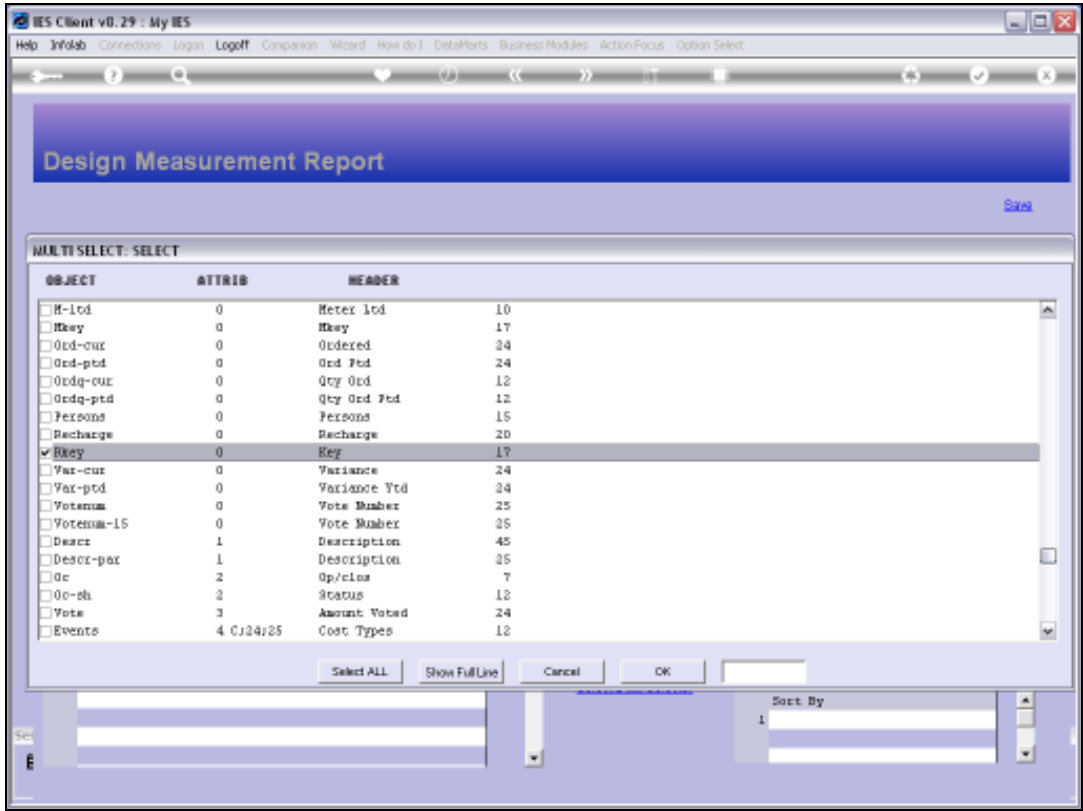 IES Client v8.29 : My IES
Help Infolab Connections Logon Logoff Companion Wizard How do I DataMarts Business Modules Action Focus Option Select
Design Measurement Report
Save
MULTI SELECT: SELECT
OBJECT ATTRIB HEADER
M-ltd 0 Meter ltd 10
Mkey 0 Mkey 17
Ord-cur 0 Ordered 24
Ord-ptd 0 Ord Ptd 24
Ordq-cur 0 Qty Ord 12
Ordq-ptd 0 Qty Ord Ptd 12
Persons 0 Persons 15
Recharge 0 Recharge 20
Rkey 0 Key 17
Var-cur 0 Variance 24
Var-ptd 0 Variance Ytd 24
Votenum 0 Vote Number 25
Votenum-15 0 Vote Number 25
Descr 1 Description 45
Descr-par 1 Description 25
Oc 2 Op/clos 7
Oc-sh 2 Status 12
Vote 3 Amount Voted 24
Events 4 C;24;25 Cost Types 12
Select ALL Show Full Line Cancel OK
Sort By
1